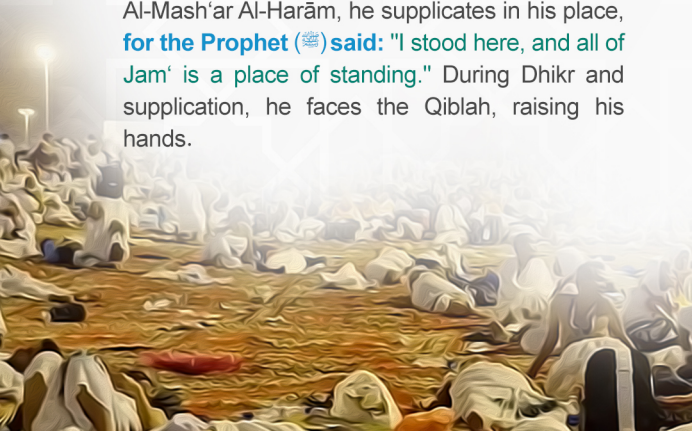 Al-Mash‘ar Al-Harām, he supplicates in his place,
for the Prophet (ﷺ) said: "I stood here, and all of
Jam‘ is a place of standing." During Dhikr and
supplication, he faces the Qiblah, raising his
hands.